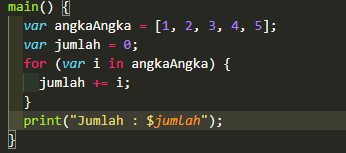 main() {
  var angkaAngka = [1, 2, 3, 4, 5];
  var jumlah = 0;
  for (var i in angkaAngka) {
    jumlah += i;
  }
  print("Jumlah : $jumlah");
}